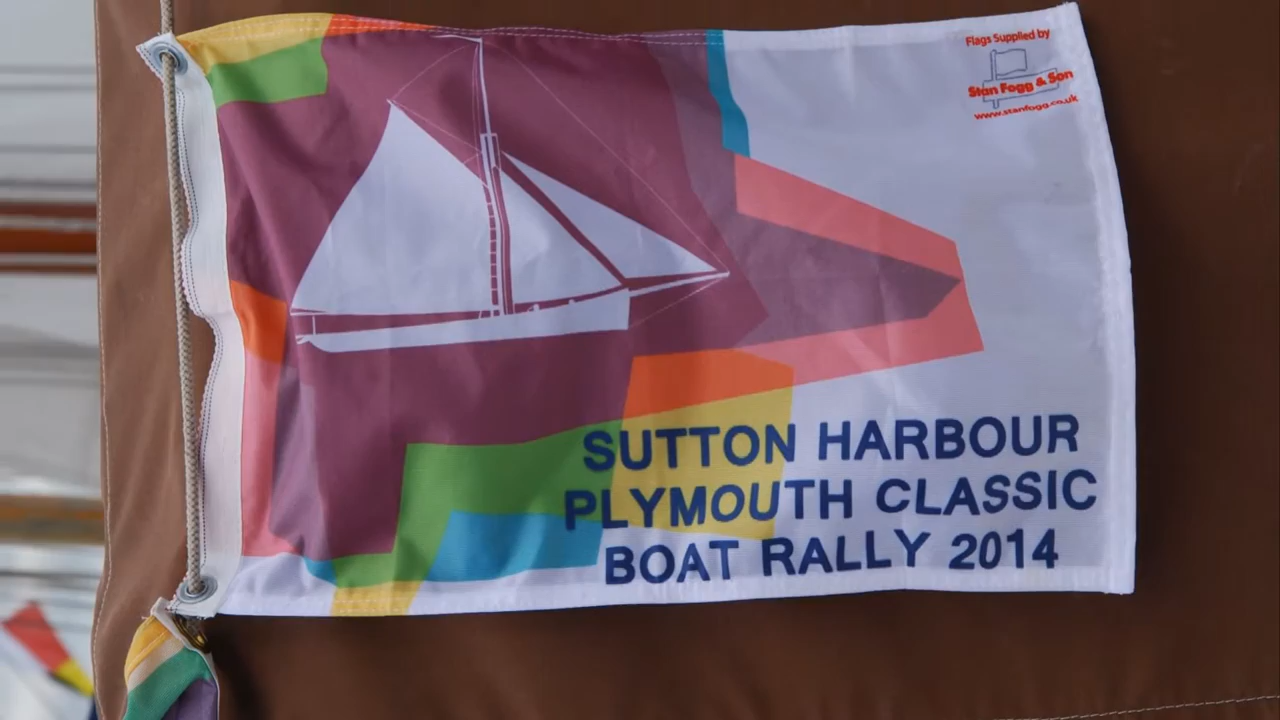 Flags Supplied by
Stan Fogg & Son
www.stanfogg.co.uk
SUTTON HARBOUR
PLYMOUTH CLASSIC
BOAT RALLY 2014